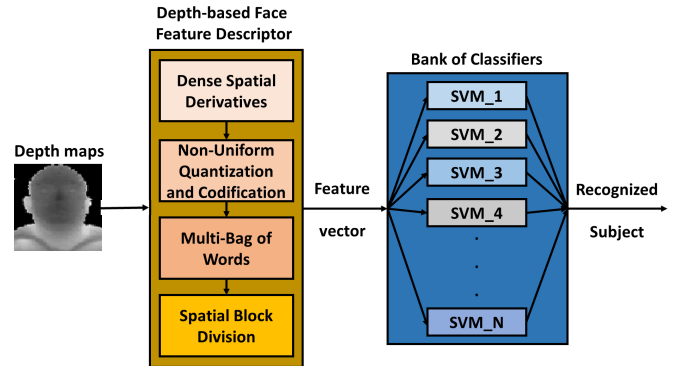 Depth-based Face
Feature Descriptor
Dense Spatial
Derivatives
Non-Uniform
Quantization
and Codification
Multi-Bag of
Words
Spatial Block
Division
Depth maps
Feature
vector
Bank of Classifiers
SVM_1
SVM_2
SVM_3
SVM_4
.
.
.
SVM_N
Recognized
Subject